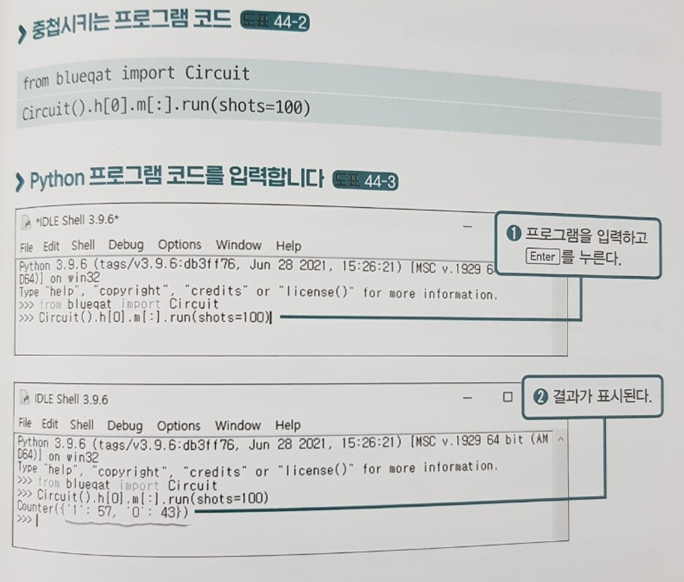 ❯ 중첩시키는 프로그램 코드 도표 44-2
from blueqat import Circuit
Circuit().h[0].m[:].run(shots=100)
❯ Python 프로그램 코드를 입력합니다 도표 44-3
*IDLE Shell 3.9.6*
File Edit Shell Debug Options Window Help
Python 3.9.6 (tags/v3.9.6:db3ff76, Jun 28 2021, 15:26:21) [MSC v.1929 6
D64)] on win32
Type "help", "copyright", "credits" or "license()" for more information.
>>> from blueqat import Circuit
>>> Circuit().h[0].m[:].run(shots=100)
❶ 프로그램을 입력하고
Enter 를 누른다.
IDLE Shell 3.9.6
File Edit Shell Debug Options Window Help
Python 3.9.6 (tags/v3.9.6:db3ff76, Jun 28 2021, 15:26:21) [MSC v.1929 64 bit (AM
D64)] on win32
Type "help", "copyright", "credits" or "license()" for more information.
>>> from blueqat import Circuit
>>> Circuit().h[0].m[:].run(shots=100)
Counter({'1': 57, '0': 43})
>>>
❷ 결과가 표시된다.